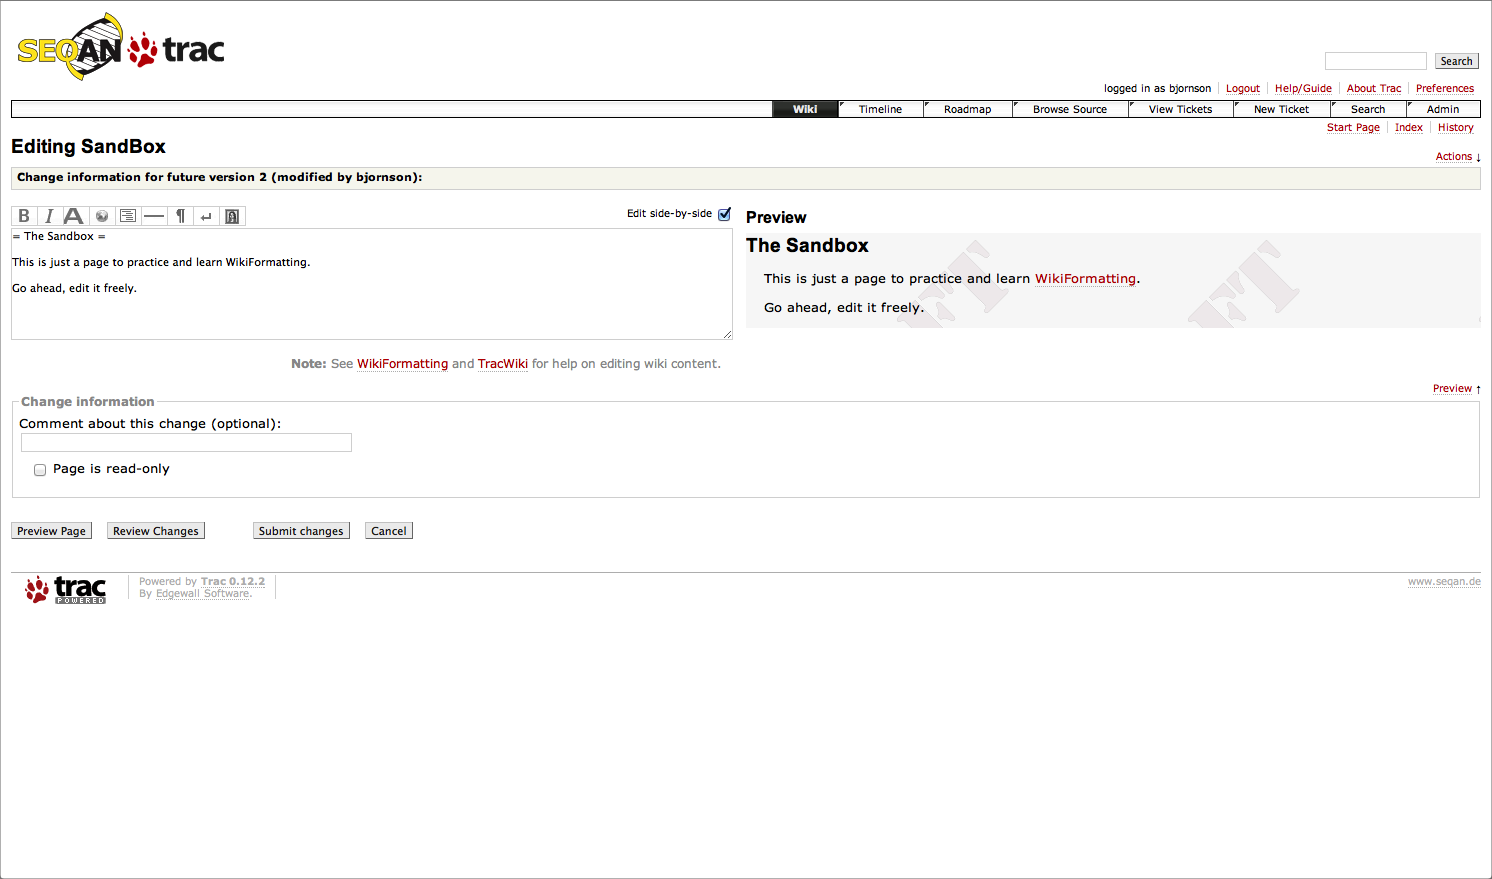 SEQAN trac
Search
logged in as bjornson Logout Help/Guide About Trac Preferences
Wiki Timeline Roadmap Browse Source View Tickets New Ticket Search Admin
Start Page Index History
Editing SandBox
Actions ↓
Change information for future version 2 (modified by bjornson):
B I A ¶ ↵
Edit side-by-side
= The Sandbox =
This is just a page to practice and learn WikiFormatting.
Go ahead, edit it freely.
Preview
The Sandbox
This is just a page to practice and learn WikiFormatting.
Go ahead, edit it freely.
Note: See WikiFormatting and TracWiki for help on editing wiki content.
Preview ↑
Change information
Comment about this change (optional):
Page is read-only
Preview Page Review Changes Submit changes Cancel
trac POWERED
Powered by Trac 0.12.2
By Edgewall Software.
www.seqan.de